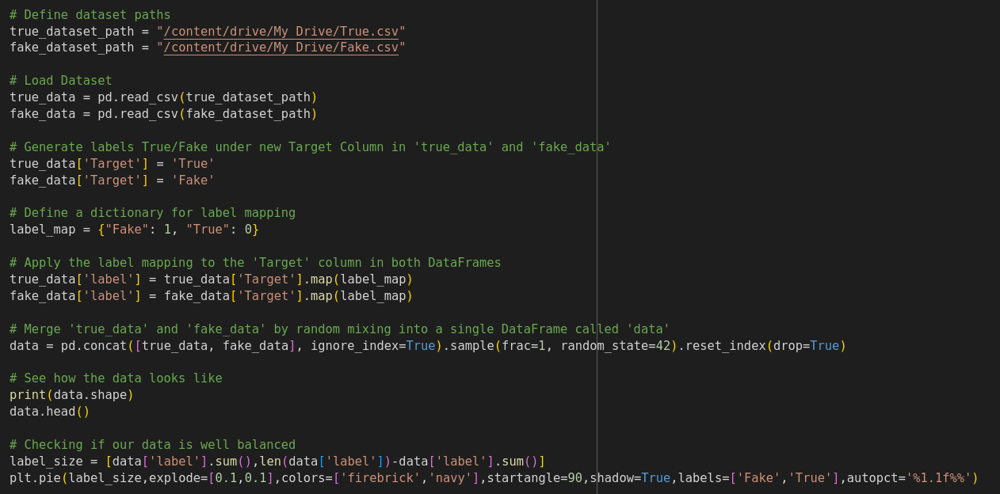 # Define dataset paths
true_dataset_path = "/content/drive/My Drive/True.csv"
fake_dataset_path = "/content/drive/My Drive/Fake.csv"
# Load Dataset
true_data = pd.read_csv(true_dataset_path)
fake_data = pd.read_csv(fake_dataset_path)
# Generate labels True/Fake under new Target Column in 'true_data' and 'fake_data'
true_data['Target'] = 'True'
fake_data['Target'] = 'Fake'
# Define a dictionary for label mapping
label_map = {"Fake": 1, "True": 0}
# Apply the label mapping to the 'Target' column in both DataFrames
true_data['label'] = true_data['Target'].map(label_map)
fake_data['label'] = fake_data['Target'].map(label_map)
# Merge 'true_data' and 'fake_data' by random mixing into a single DataFrame called 'data'
data = pd.concat([true_data, fake_data], ignore_index=True).sample(frac=1, random_state=42).reset_index(drop=True)
# See how the data looks like
print(data.shape)
data.head()
# Checking if our data is well balanced
label_size = [data['label'].sum(),len(data['label'])-data['label'].sum()]
plt.pie(label_size,explode=[0.1,0.1],colors=['firebrick','navy'],startangle=90,shadow=True,labels=['Fake','True'],autopct='%1.1f%%')